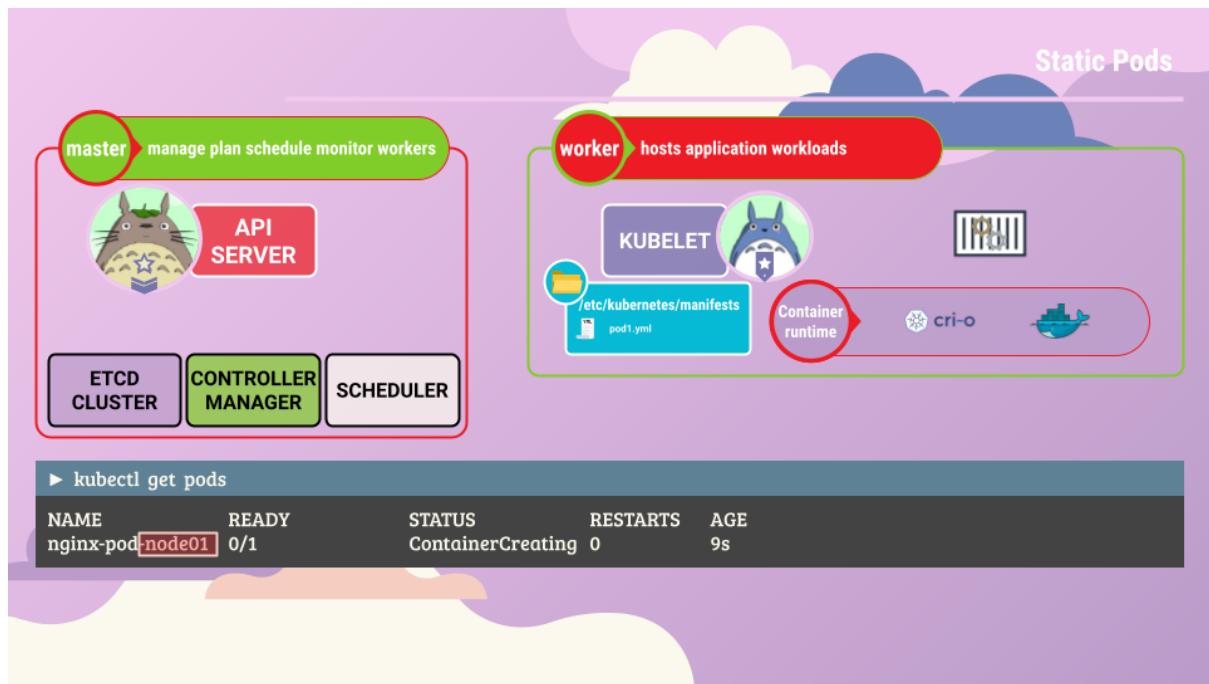 Static Pods
master
manage plan schedule monitor workers
API
SERVER
ETCD
CLUSTER
CONTROLLER
MANAGER
SCHEDULER
worker
hosts application workloads
KUBELET
/etc/kubernetes/manifests
YML
pod1.yml
Container
runtime
cri-o
► kubectl get pods
NAME READY STATUS RESTARTS AGE
nginx-pod-node01 0/1 ContainerCreating 0 9s